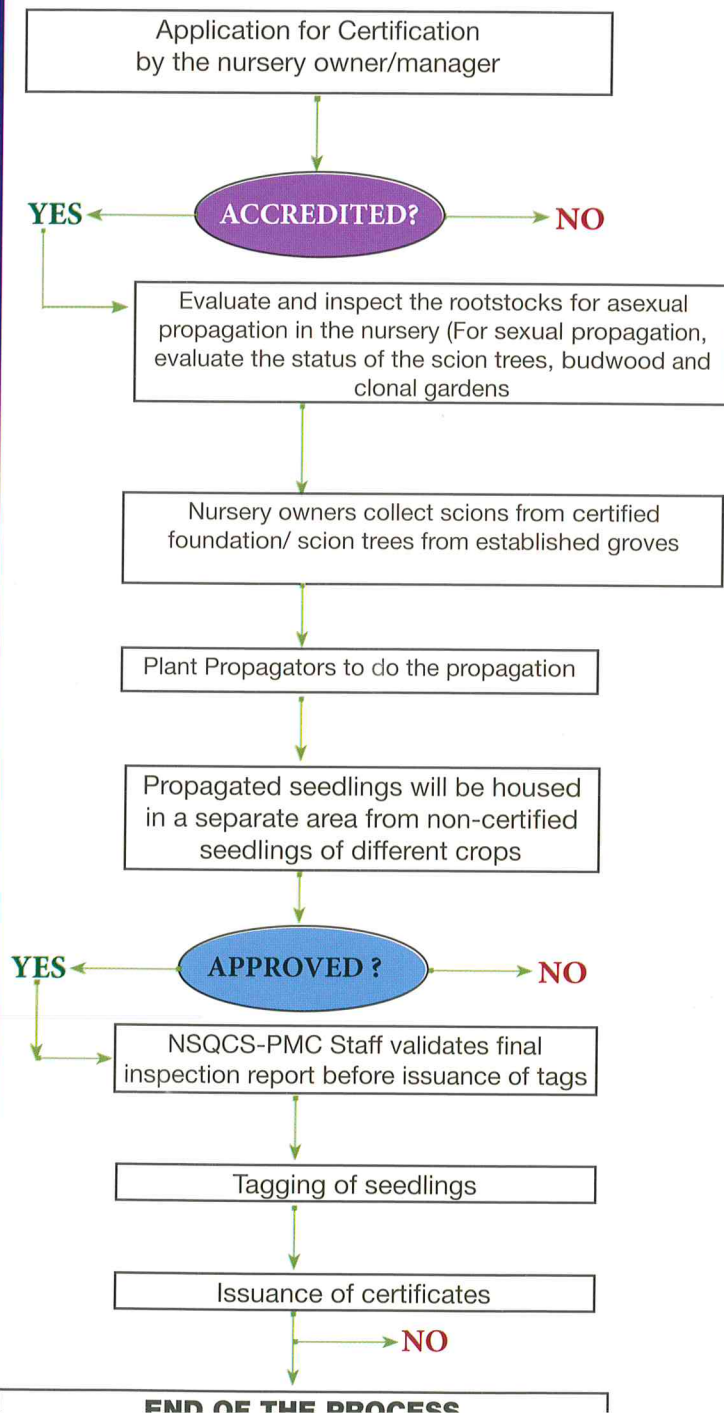 Application for Certification
by the nursery owner/manager
YES
ACCREDITED?
NO
Evaluate and inspect the rootstocks for asexual
propagation in the nursery (For sexual propagation,
evaluate the status of the scion trees, budwood and
clonal gardens
Nursery owners collect scions from certified
foundation/ scion trees from established groves
Plant Propagators to do the propagation
Propagated seedlings will be housed
in a separate area from non-certified
seedlings of different crops
YES
APPROVED ?
NO
NSQCS-PMC Staff validates final
inspection report before issuance of tags
Tagging of seedlings
Issuance of certificates
NO
END OF THE PROCESS